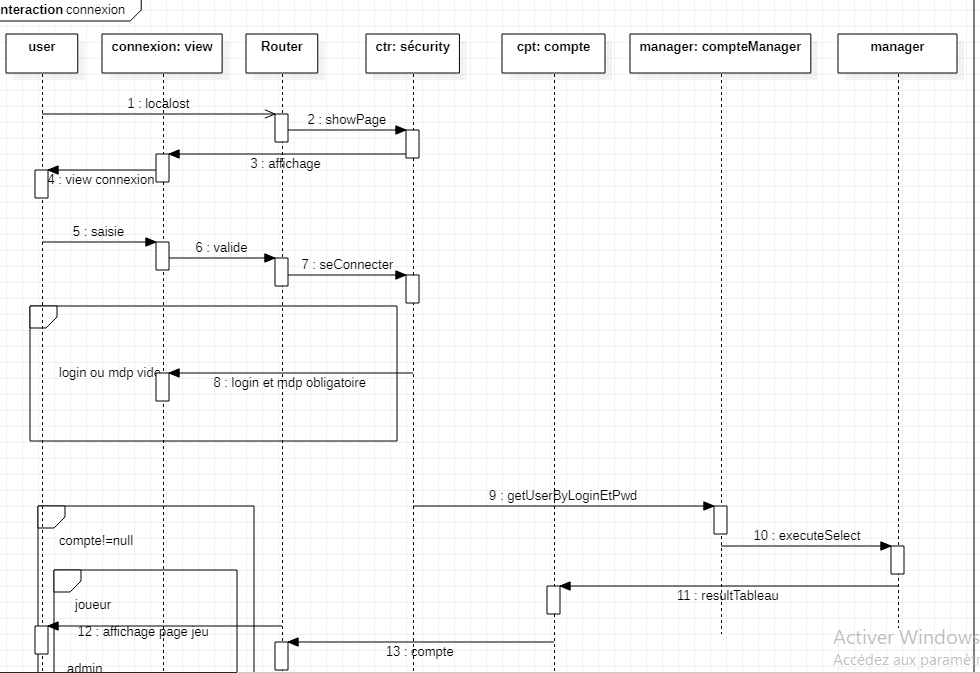 nteraction connexion
user
connexion: view
Router
ctr: sécurity
cpt: compte
manager: compteManager
manager
1 : localost
2 : showPage
3 : affichage
4 : view connexion
5 : saisie
6 : valide
7 : seConnecter
login ou mdp vide
8 : login et mdp obligatoire
9 : getUserByLoginEtPwd
10 : executeSelect
compte!=null
11 : resultTableau
joueur
12 : affichage page jeu
13 : compte
admin
Activer Windows
Accédez aux paramètr